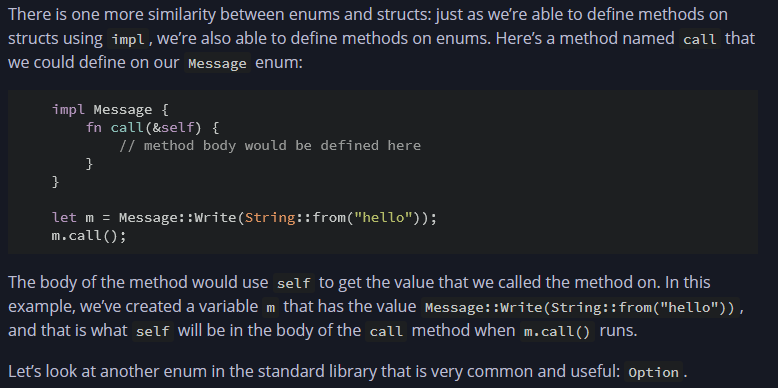 There is one more similarity between enums and structs: just as we’re able to define methods on
structs using impl, we’re also able to define methods on enums. Here’s a method named call that
we could define on our Message enum:
impl Message {
    fn call(&self) {
        // method body would be defined here
    }
}
let m = Message::Write(String::from("hello"));
m.call();
The body of the method would use self to get the value that we called the method on. In this
example, we’ve created a variable m that has the value Message::Write(String::from("hello")),
and that is what self will be in the body of the call method when m.call() runs.
Let’s look at another enum in the standard library that is very common and useful: Option.